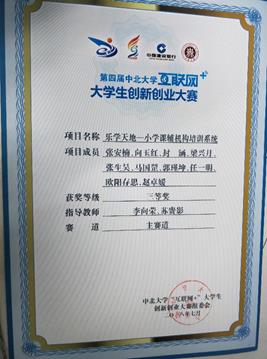 中国建设银行
第四届中北大学互联网+
大学生创新创业大赛
项目名称 乐学天地—小学课辅机构培训系统
项目成员 张安楠、向玉红、封 涵、梁兴月、
张生昊、马国罡、郭瑾坤、任一明、
欧阳存思、赵卓媛
获奖等级 三等奖
指导教师 李向荣、苏贵影
赛 道 主赛道
中北大学“互联网+”大学生
创新创业大赛组委会
二〇一八年七月